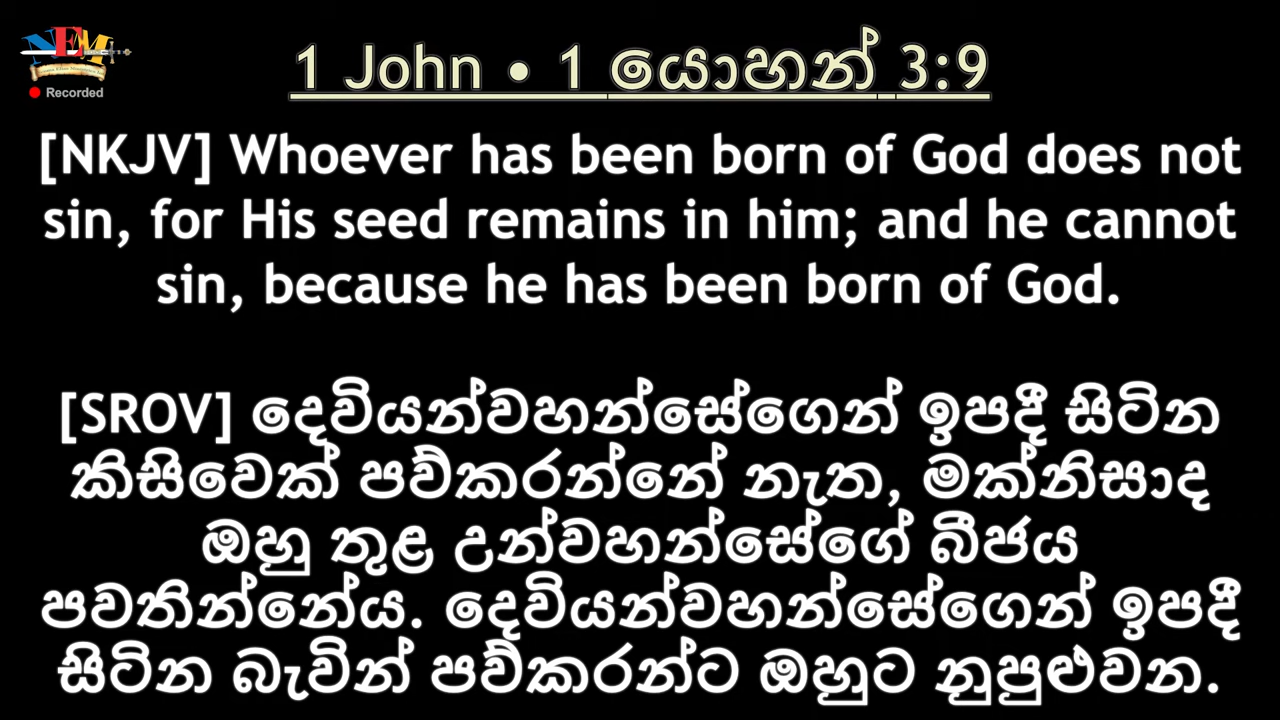 NEM
Recorded
1 John • 1 යොහන් 3:9
[NKJV] Whoever has been born of God does not
sin, for His seed remains in him; and he cannot
sin, because he has been born of God.
[SROV] දෙවියන්වහන්සේගෙන් ඉපදී සිටින
කිසිවෙක් පව්කරන්නේ නැත, මක්නිසාද
ඔහු තුළ උන්වහන්සේගේ බීජය
පවතින්නේය. දෙවියන්වහන්සේගෙන් ඉපදී
සිටින බැවින් පව්කරන්ට ඔහුට නුපුළුවන.